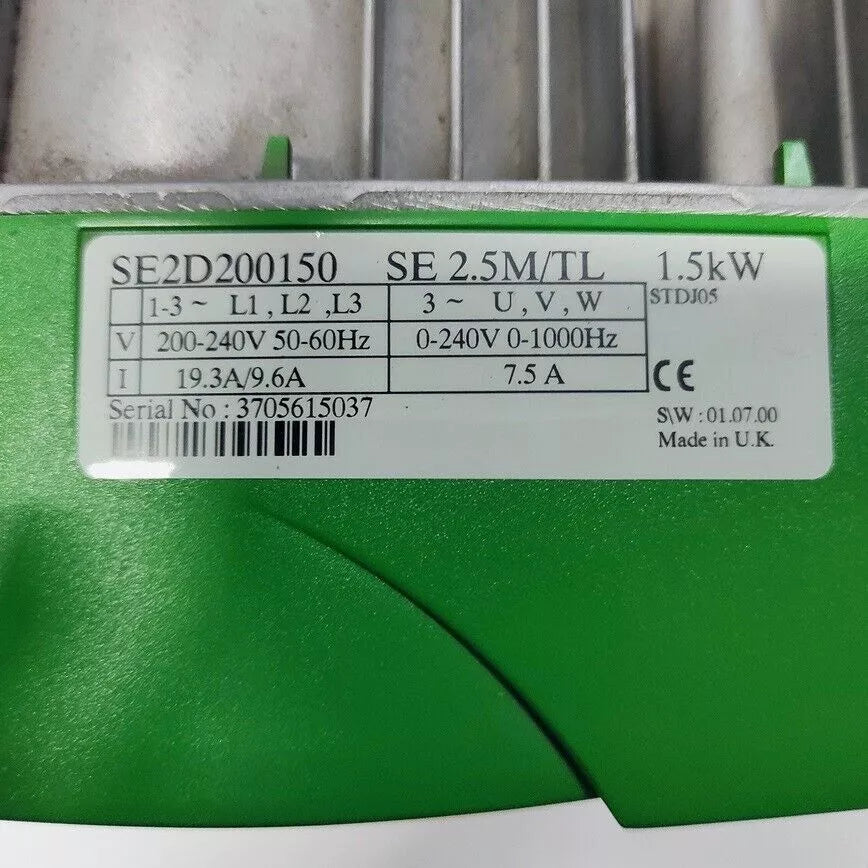 SE2D200150 SE 2.5M/TL 1.5kW
1-3 ~ L1 , L2 ,L3 3 ~ U , V , W STDJ05
V 200-240V 50-60Hz 0-240V 0-1000Hz
I 19.3A/9.6A 7.5 A CE
Serial No : 3705615037 S\W : 01.07.00
Made in U.K.